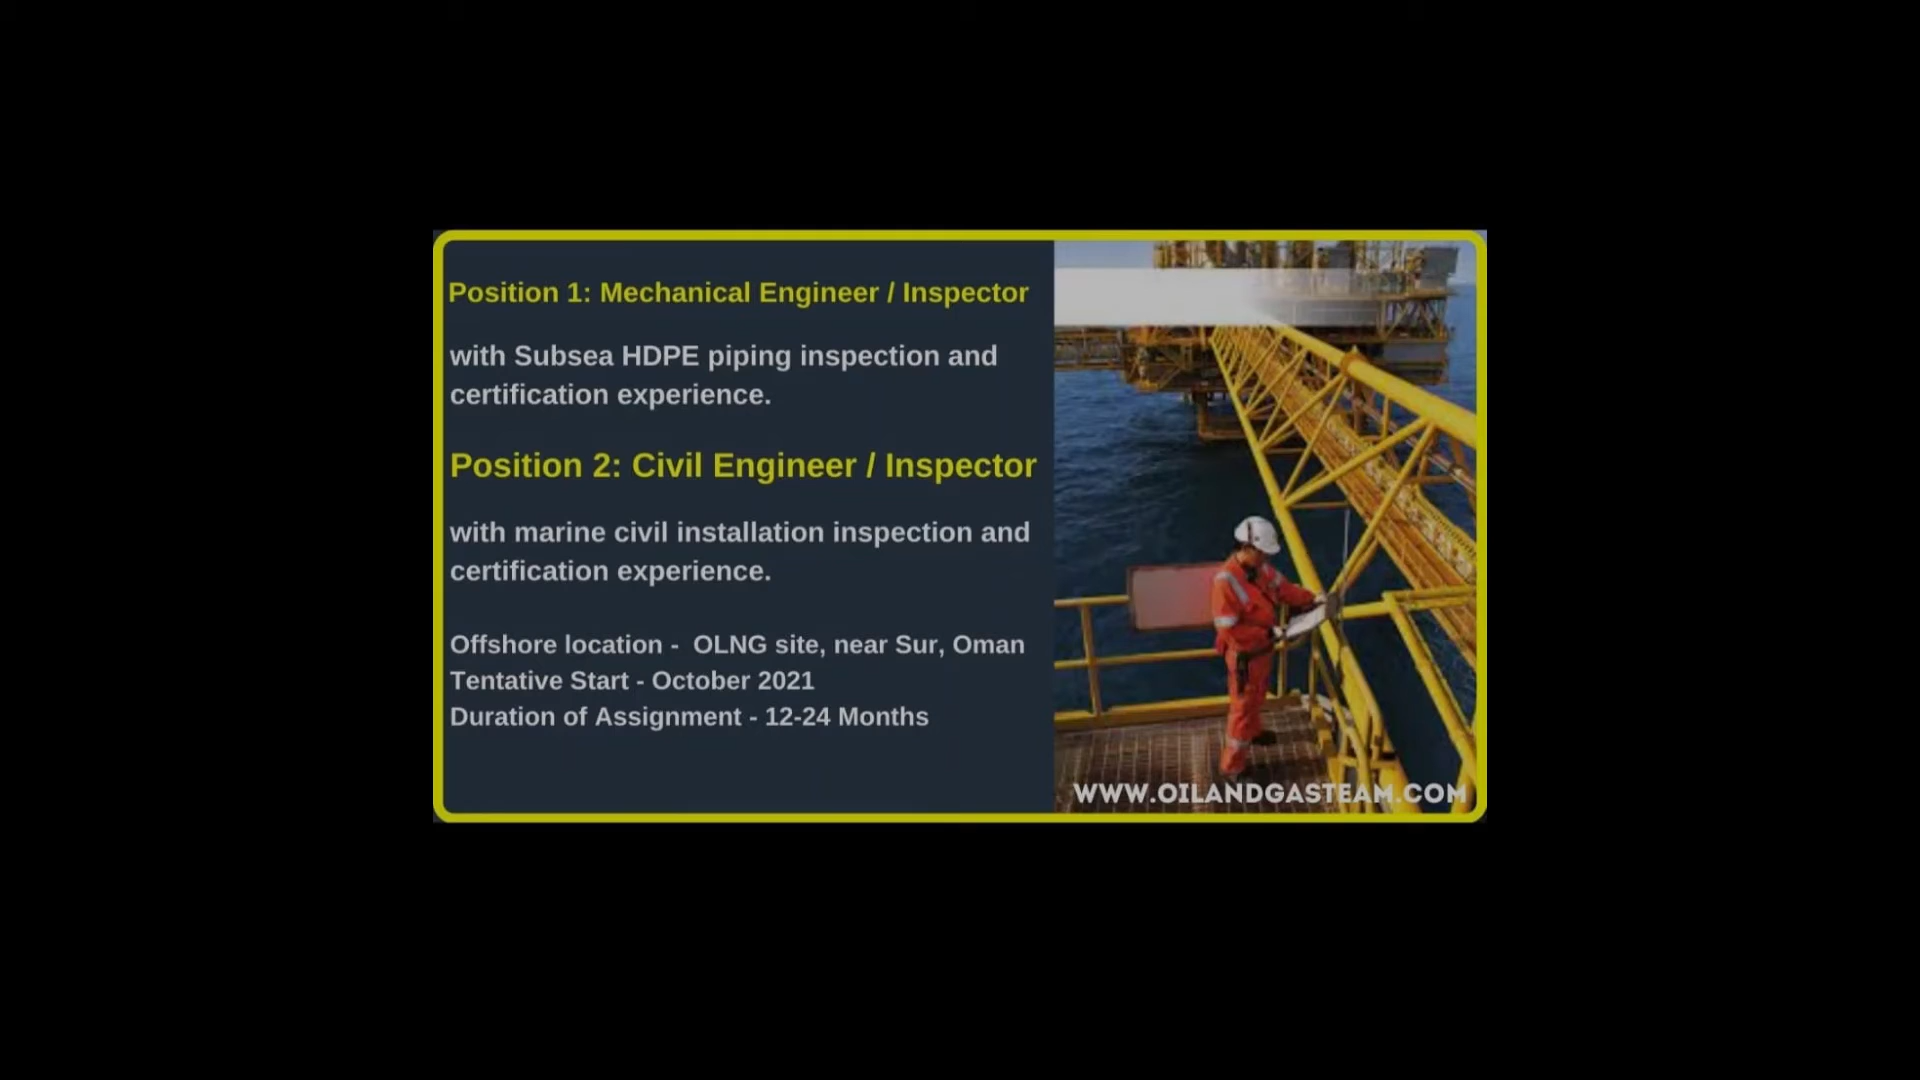 Position 1: Mechanical Engineer / Inspector
with Subsea HDPE piping inspection and
certification experience.
Position 2: Civil Engineer / Inspector
with marine civil installation inspection and
certification experience.
Offshore location - OLNG site, near Sur, Oman
Tentative Start - October 2021
Duration of Assignment - 12-24 Months
WWW.OILANDGASTEAM.COM